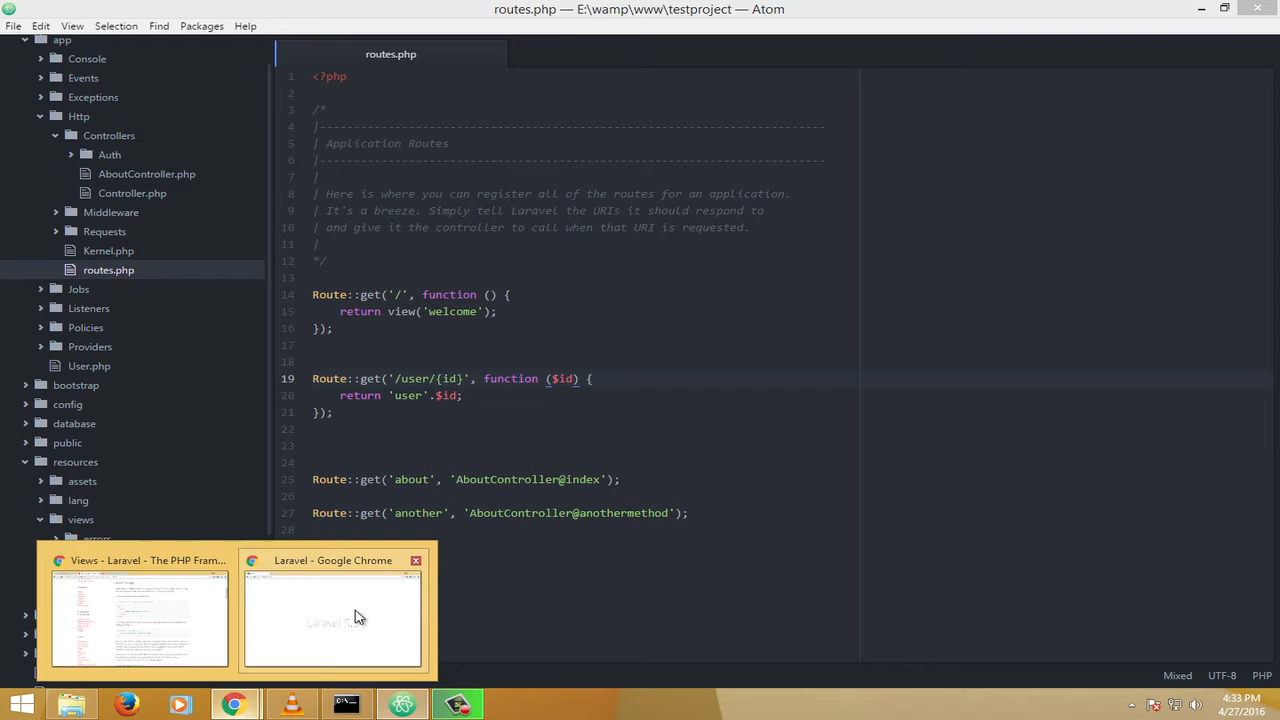 routes.php — E:\wamp\www\testproject — Atom
File Edit View Selection Find Packages Help
app
Console
Events
Exceptions
Http
Controllers
Auth
AboutController.php
Controller.php
Middleware
Requests
Kernel.php
routes.php
Jobs
Listeners
Policies
Providers
User.php
bootstrap
config
database
public
resources
assets
lang
views
errors
routes.php
1 <?php
2
3 /*
4 |--------------------------------------------------------------------------
5 | Application Routes
6 |--------------------------------------------------------------------------
7 |
8 | Here is where you can register all of the routes for an application.
9 | It's a breeze. Simply tell Laravel the URIs it should respond to
10 | and give it the controller to call when that URI is requested.
11 |
12 */
13
14 Route::get('/', function () {
15 return view('welcome');
16 });
17
18
19 Route::get('/user/{id}', function ($id) {
20 return 'user'.$id;
21 });
22
23
24
25 Route::get('about', 'AboutController@index');
26
27 Route::get('another', 'AboutController@anothermethod');
28
Views - Laravel - The PHP Fram...
Laravel - Google Chrome
Mixed UTF-8 PHP
4:33 PM
4/27/2016